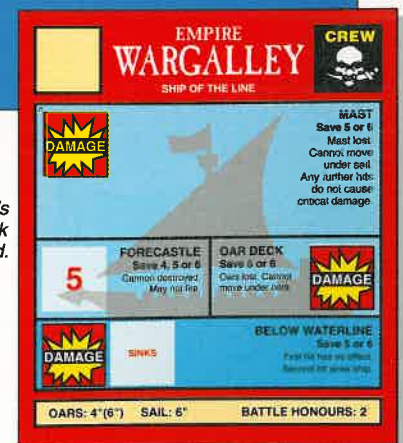 EMPIRE
WARGALLEY
SHIP OF THE LINE
CREW
DAMAGE
MAST
Save 5 or 6
Mast lost.
Cannot move
under sail.
Any further hits
do not cause
critical damage.
5
FORECASTLE
Save 4, 5 or 6
Cannon destroyed.
May not fire.
OAR DECK
Save 5 or 6
Oars lost. Cannot
move under oars.
DAMAGE
DAMAGE
SINKS
BELOW WATERLINE
Save 5 or 6
First hit has no effect.
Second hit sinks ship.
OARS: 4"(6") SAIL: 6" BATTLE HONOURS: 2
d.